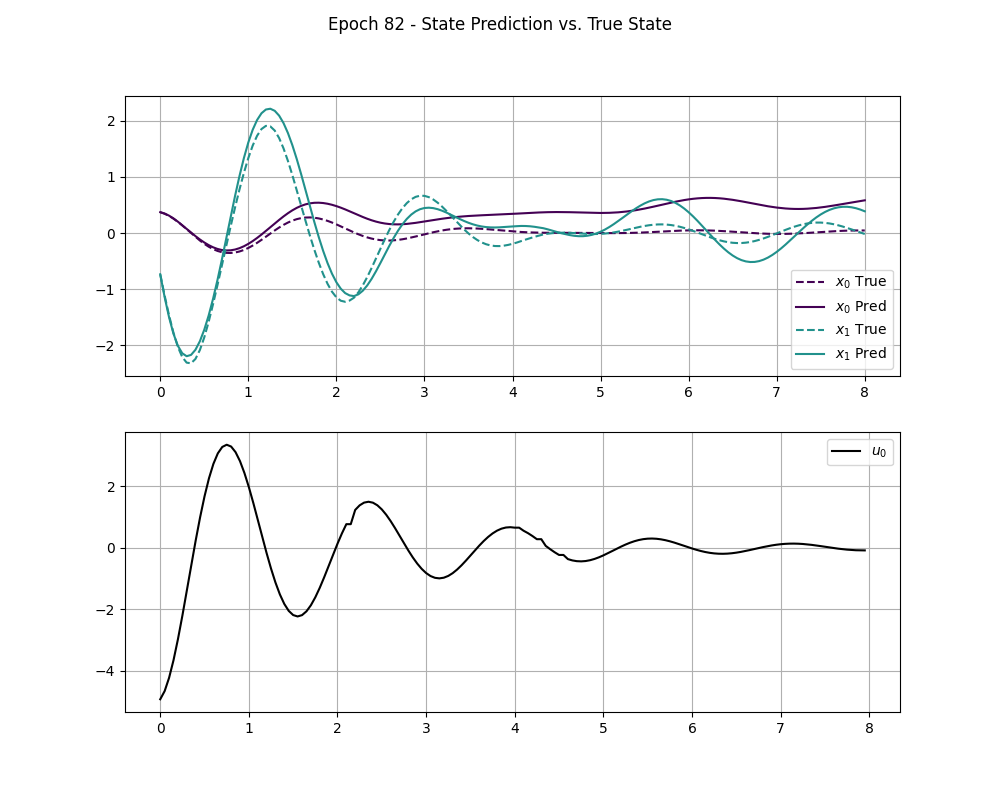 Epoch 82 - State Prediction vs. True State
2
1
0
−1
−2
x₀ True
x₀ Pred
x₁ True
x₁ Pred
0 1 2 3 4 5 6 7 8
2
0
−2
−4
u₀
0 1 2 3 4 5 6 7 8